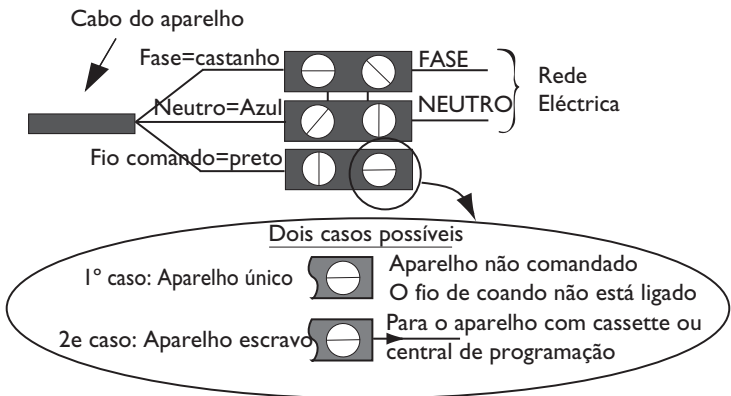 Cabo do aparelho
Fase=castanho
FASE
Neutro=Azul
NEUTRO
Rede
Eléctrica
Fio comando=preto
Dois casos possíveis
1º caso: Aparelho único
Aparelho não comandado
O fio de coando não está ligado
2e caso: Aparelho escravo
Para o aparelho com cassette ou
central de programação